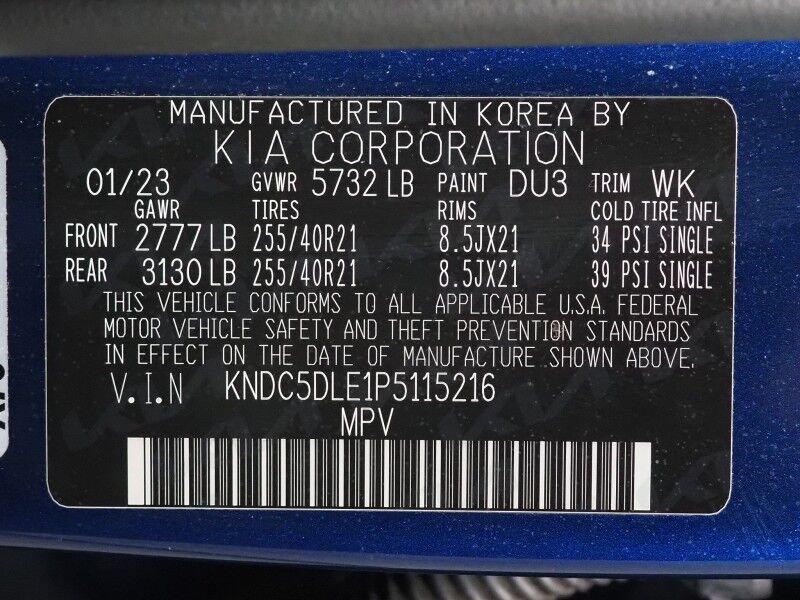 MANUFACTURED IN KOREA BY
KIA CORPORATION
01/23 GVWR 5732 LB PAINT DU3 TRIM WK
GAWR TIRES RIMS COLD TIRE INFL
FRONT 2777 LB 255/40R21 8.5JX21 34 PSI SINGLE
REAR 3130 LB 255/40R21 8.5JX21 39 PSI SINGLE
THIS VEHICLE CONFORMS TO ALL APPLICABLE U.S.A. FEDERAL
MOTOR VEHICLE SAFETY AND THEFT PREVENTION STANDARDS
IN EFFECT ON THE DATE OF MANUFACTURE SHOWN ABOVE.
V.I.N KNDC5DLE1P5115216
MPV